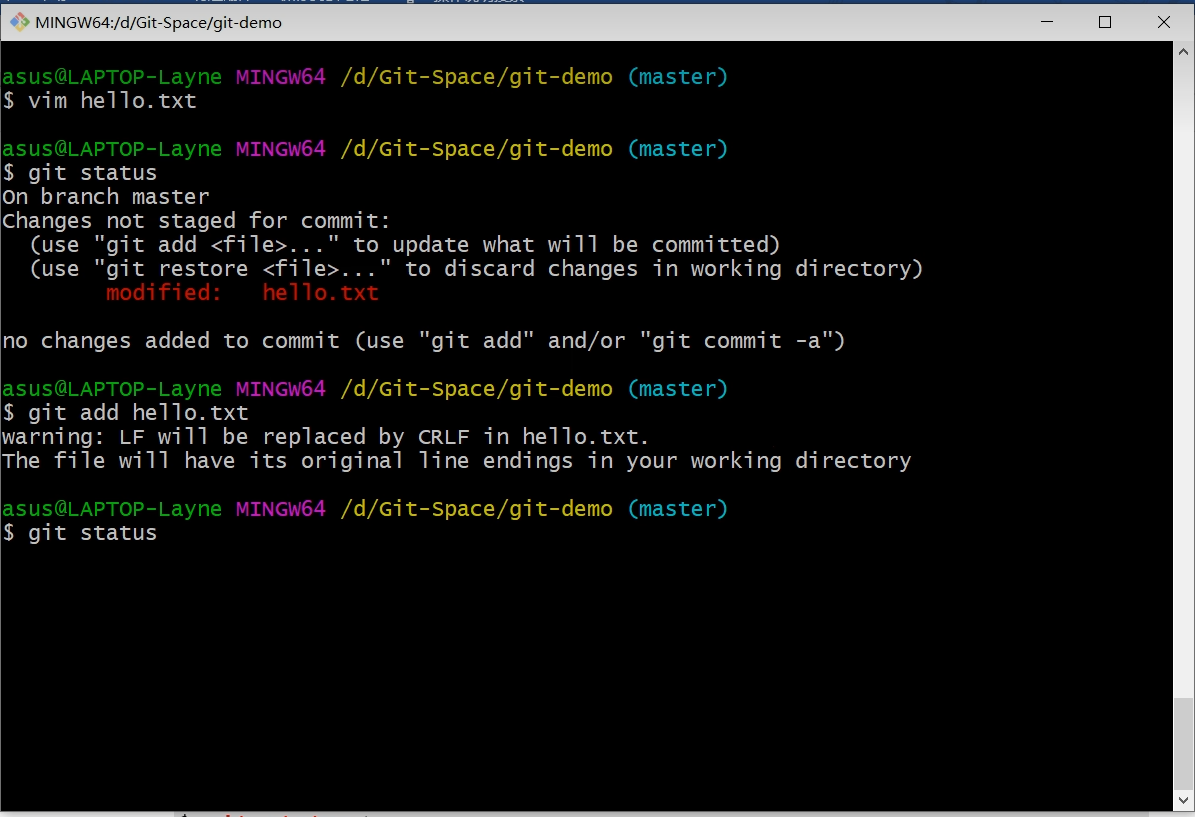 MINGW64:/d/Git-Space/git-demo
asus@LAPTOP-Layne MINGW64 /d/Git-Space/git-demo (master)
$ vim hello.txt
asus@LAPTOP-Layne MINGW64 /d/Git-Space/git-demo (master)
$ git status
On branch master
Changes not staged for commit:
  (use "git add <file>..." to update what will be committed)
  (use "git restore <file>..." to discard changes in working directory)
        modified:   hello.txt
no changes added to commit (use "git add" and/or "git commit -a")
asus@LAPTOP-Layne MINGW64 /d/Git-Space/git-demo (master)
$ git add hello.txt
warning: LF will be replaced by CRLF in hello.txt.
The file will have its original line endings in your working directory
asus@LAPTOP-Layne MINGW64 /d/Git-Space/git-demo (master)
$ git status